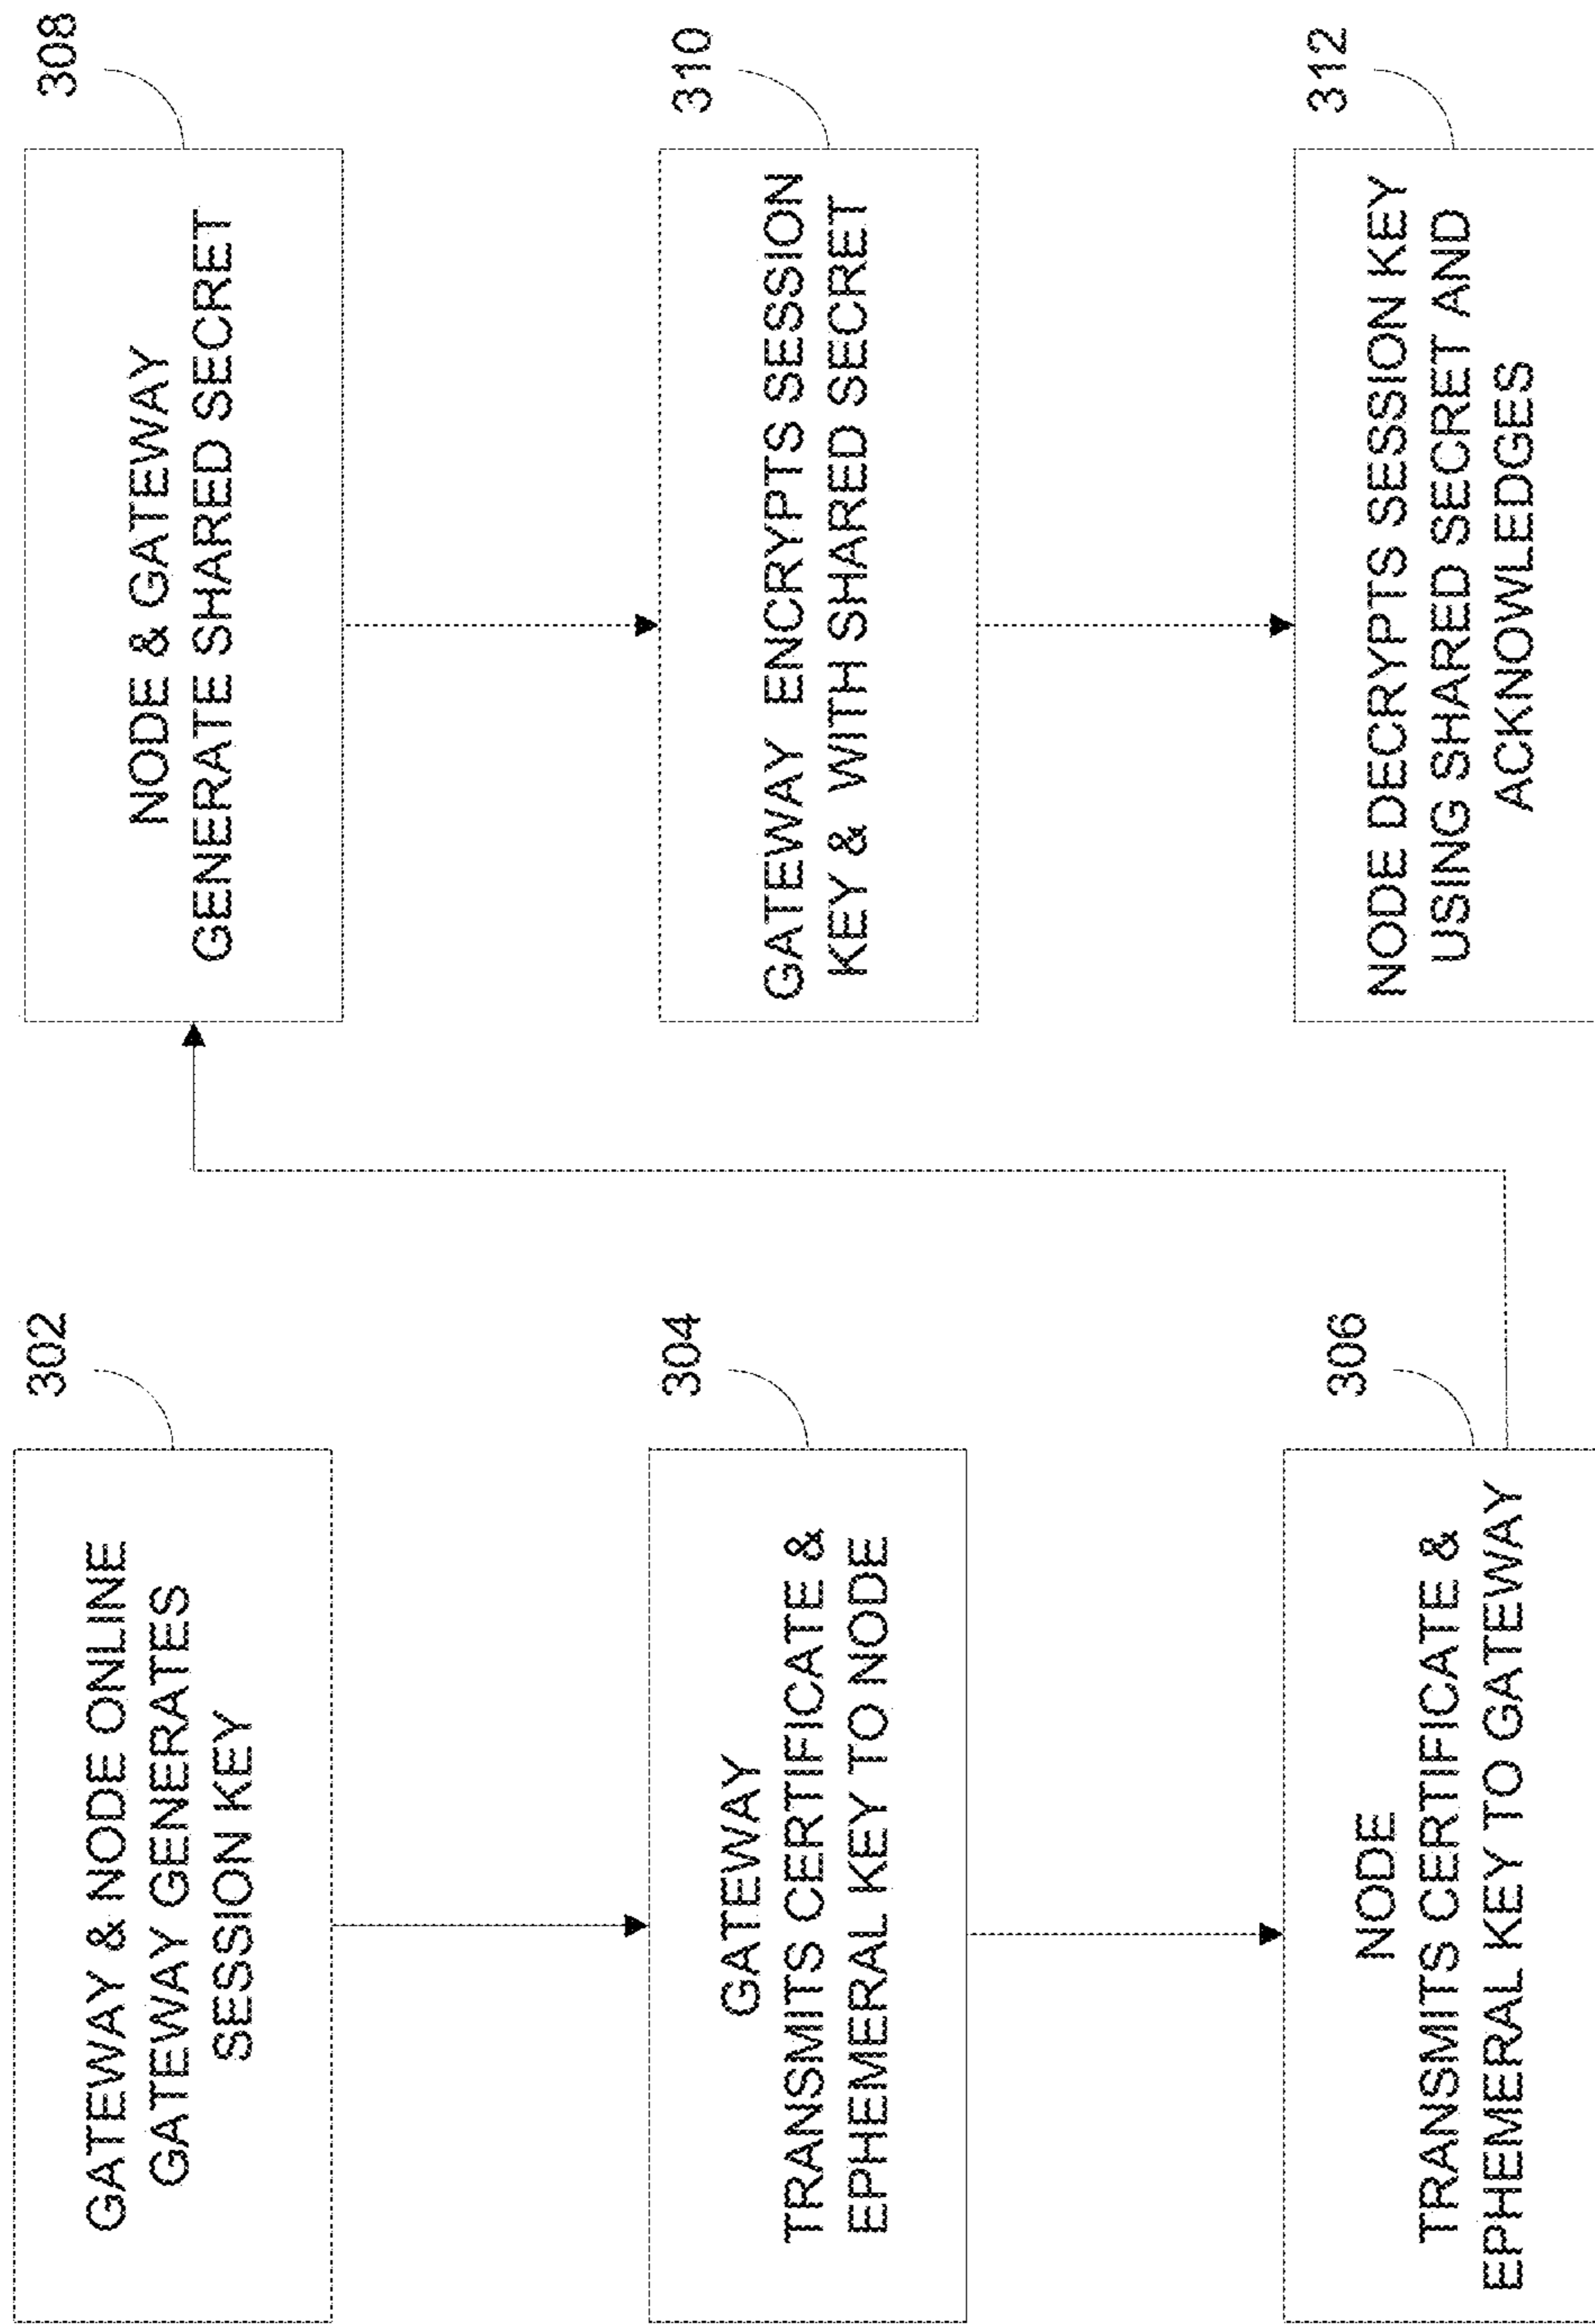 302
GATEWAY & NODE ONLINE
GATEWAY GENERATES
SESSION KEY
304
GATEWAY
TRANSMITS CERTIFICATE &
EPHEMERAL KEY TO NODE
306
NODE
TRANSMITS CERTIFICATE &
EPHEMERAL KEY TO GATEWAY
308
NODE & GATEWAY
GENERATE SHARED SECRET
310
GATEWAY ENCRYPTS SESSION
KEY & WITH SHARED SECRET
312
NODE DECRYPTS SESSION KEY
USING SHARED SECRET AND
ACKNOWLEDGES